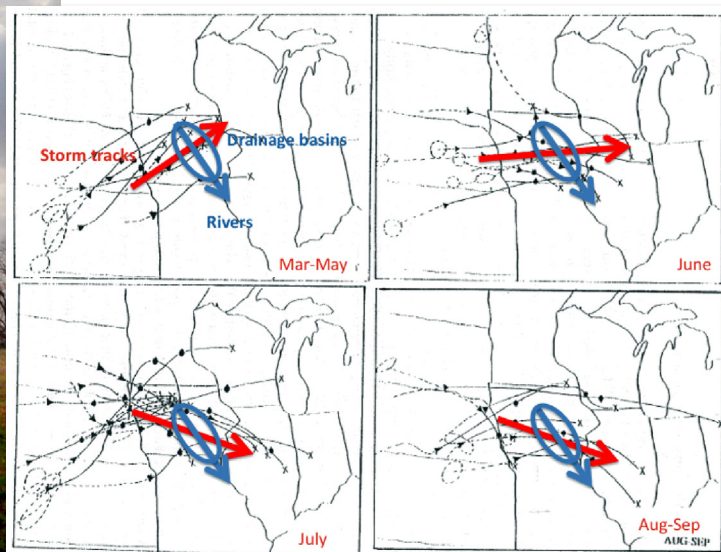 Storm tracks
Drainage basins
Rivers
Mar-May
June
July
Aug-Sep
AUG-SEP